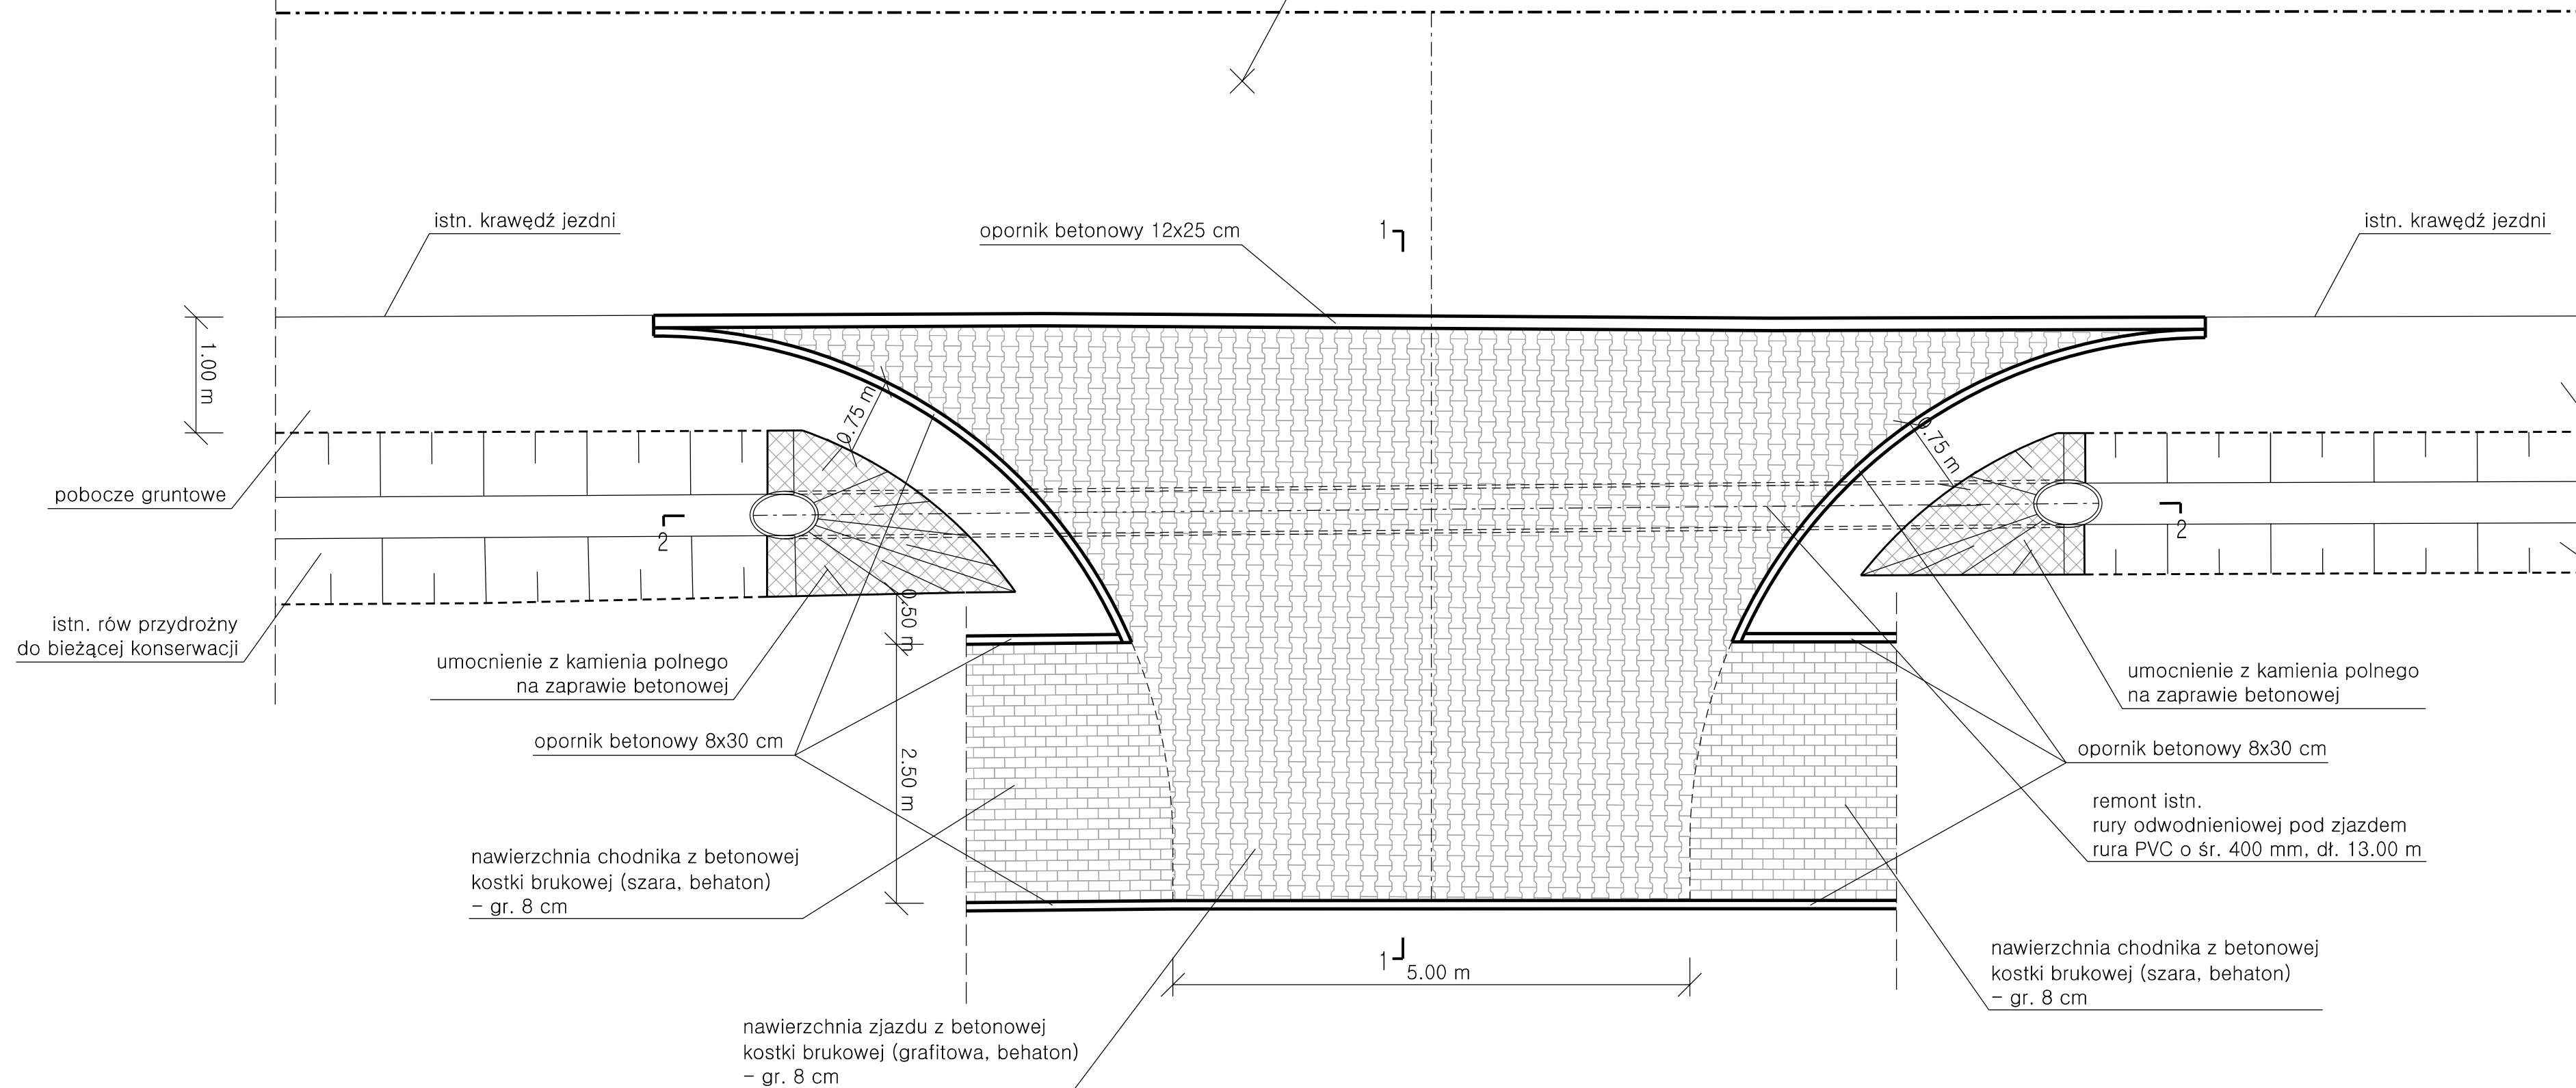 istn. krawędź jezdni
opornik betonowy 12x25 cm
1
istn. krawędź jezdni
1.00 m
0.75 m
0.75 m
pobocze gruntowe
2
2
istn. rów przydrożny
do bieżącej konserwacji
0.50 m
umocnienie z kamienia polnego
na zaprawie betonowej
umocnienie z kamienia polnego
na zaprawie betonowej
opornik betonowy 8x30 cm
2.50 m
opornik betonowy 8x30 cm
remont istn.
rury odwodnieniowej pod zjazdem
rura PVC o śr. 400 mm, dł. 13.00 m
nawierzchnia chodnika z betonowej
kostki brukowej (szara, behaton)
- gr. 8 cm
1
5.00 m
nawierzchnia chodnika z betonowej
kostki brukowej (szara, behaton)
- gr. 8 cm
nawierzchnia zjazdu z betonowej
kostki brukowej (grafitowa, behaton)
- gr. 8 cm